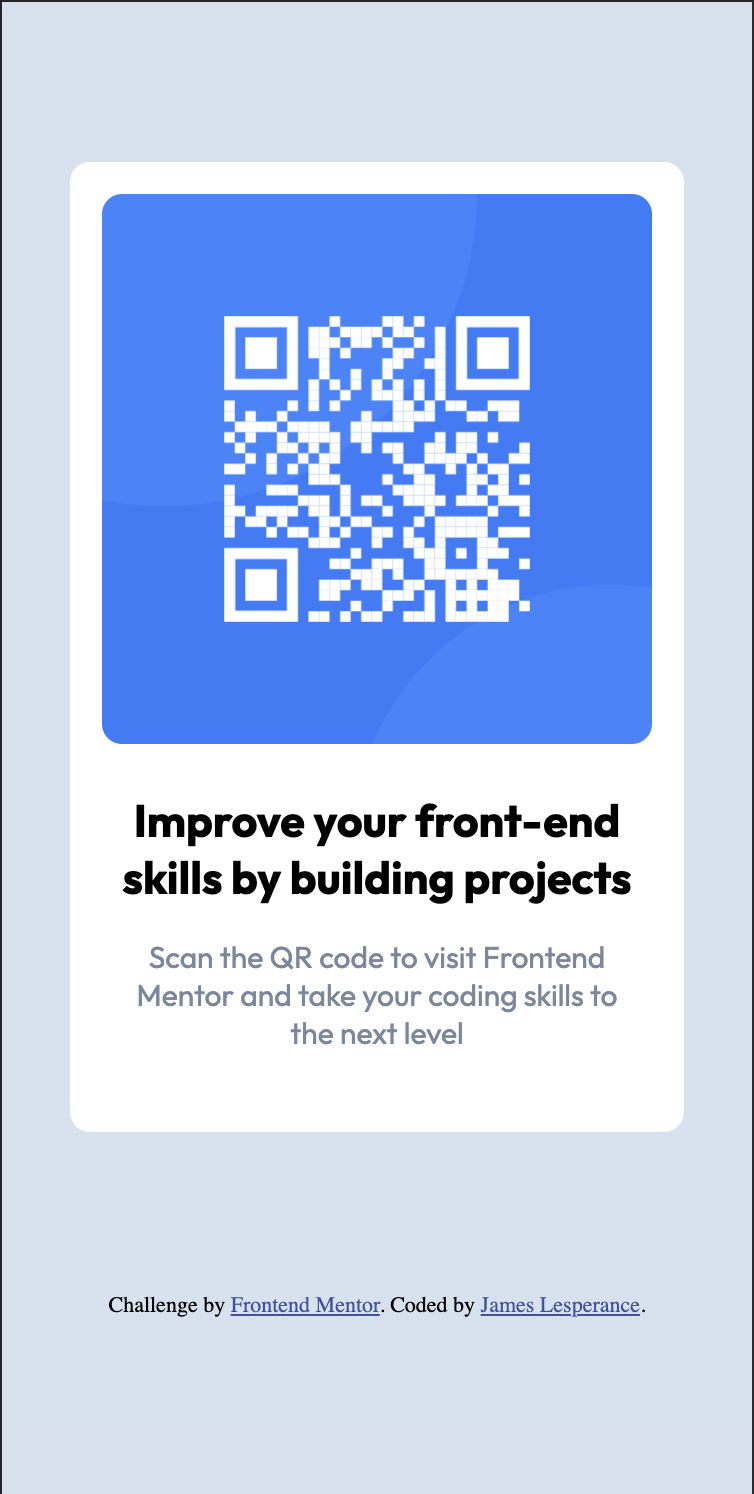 Improve your front-end
skills by building projects
Scan the QR code to visit Frontend
Mentor and take your coding skills to
the next level
Challenge by Frontend Mentor. Coded by James Lesperance.